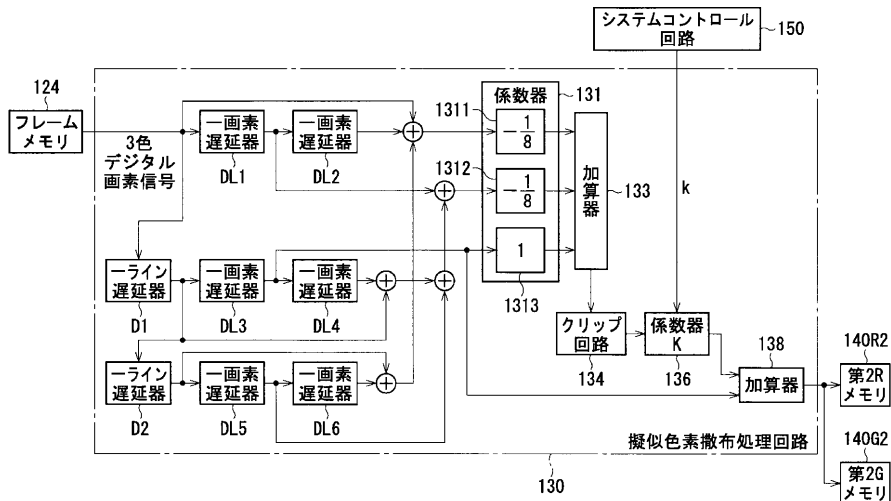 システムコントロール
回路
150
124
フレーム
メモリ
3色
デジタル
画素信号
一画素
遅延器
DL1
一画素
遅延器
DL2
係数器
131
1311
-1/8
1312
-1/8
1
1313
加
算
器
133
k
一ライン
遅延器
D1
一画素
遅延器
DL3
一画素
遅延器
DL4
一ライン
遅延器
D2
一画素
遅延器
DL5
一画素
遅延器
DL6
クリップ
回路
134
係数器
K
136
138
加算器
140R2
第2R
メモリ
擬似色素撒布処理回路
130
140G2
第2G
メモリ